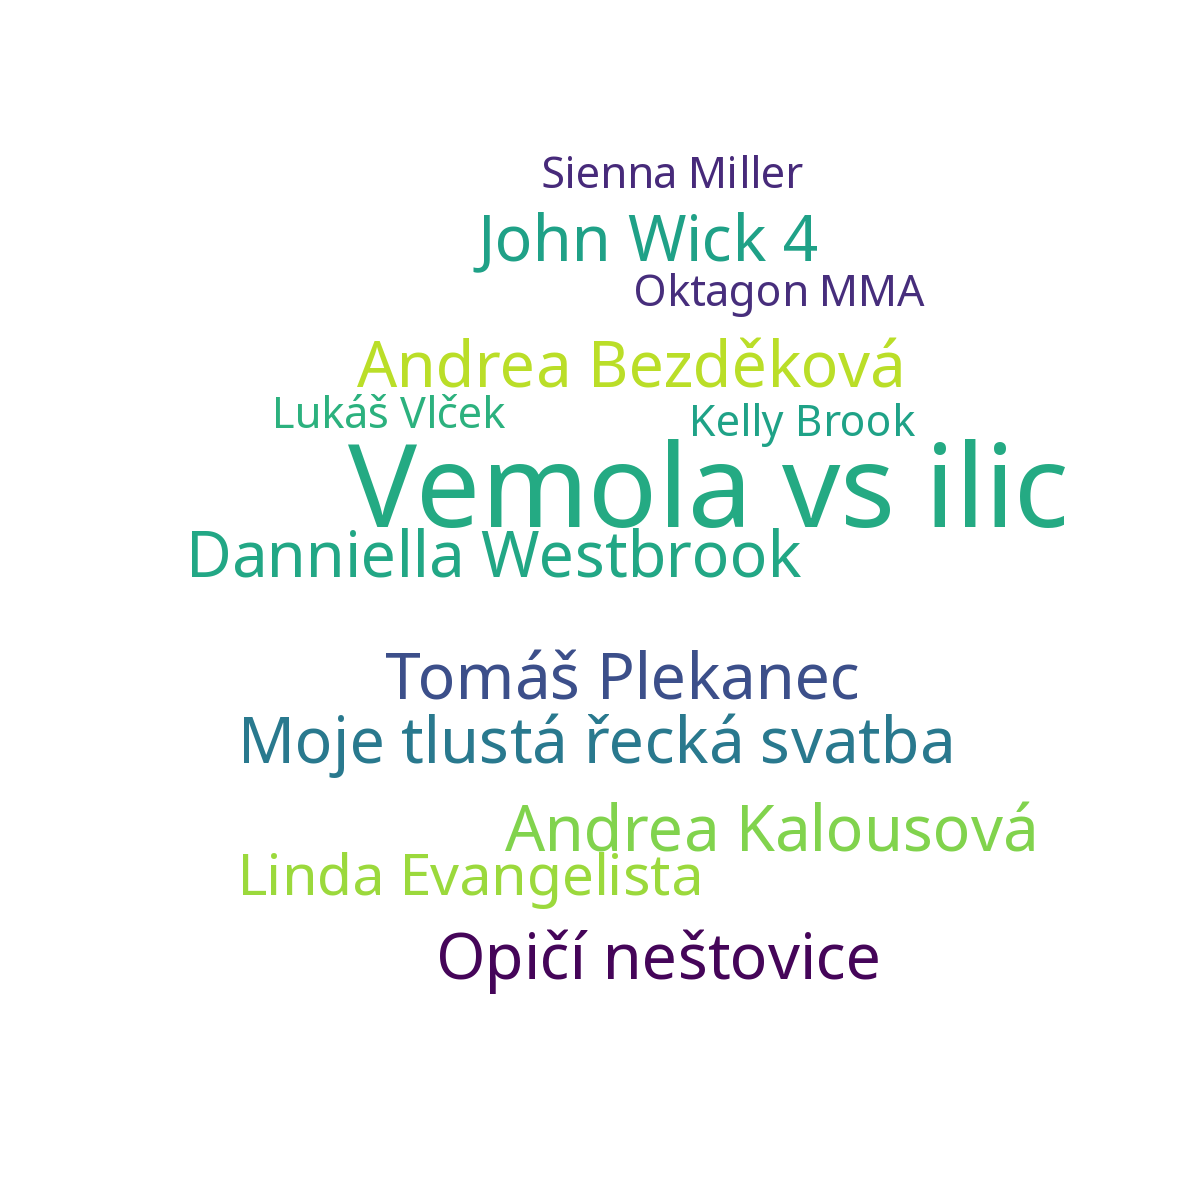 Sienna Miller
John Wick 4
Oktagon MMA
Andrea Bezděková
Lukáš Vlček
Kelly Brook
Vemola vs ilic
Danniella Westbrook
Tomáš Plekanec
Moje tlustá řecká svatba
Andrea Kalousová
Linda Evangelista
Opičí neštovice